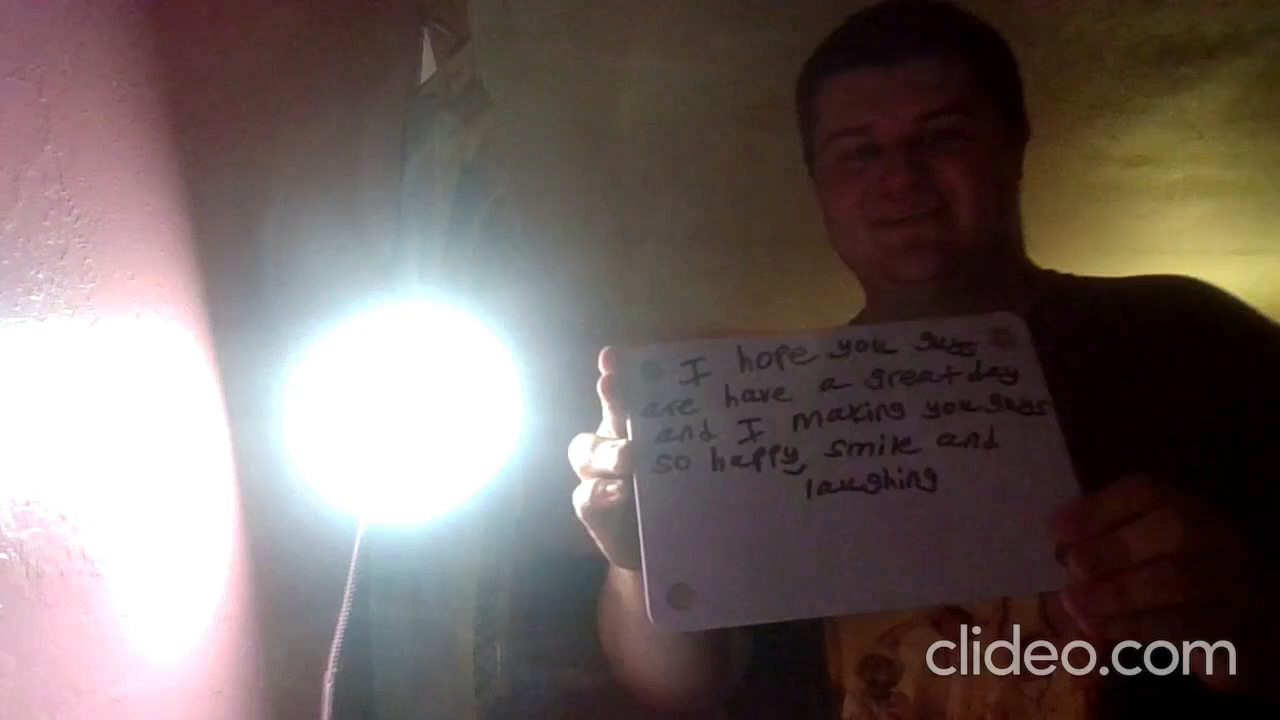 I hope you guys
are have a great day
and I making you guys
so happy, smile and
laughing
clideo.com